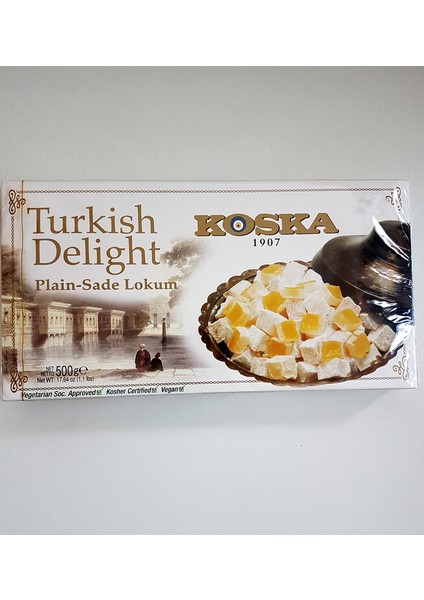 Turkish
Delight
Plain-Sade Lokum
KOSKA
1907
NET
NETTO 500g℮
Net WT: 17,64 oz (1,1 lbs)
Vegetarian Soc. Approved ☑ Kosher Certified ☑ Vegan ☑